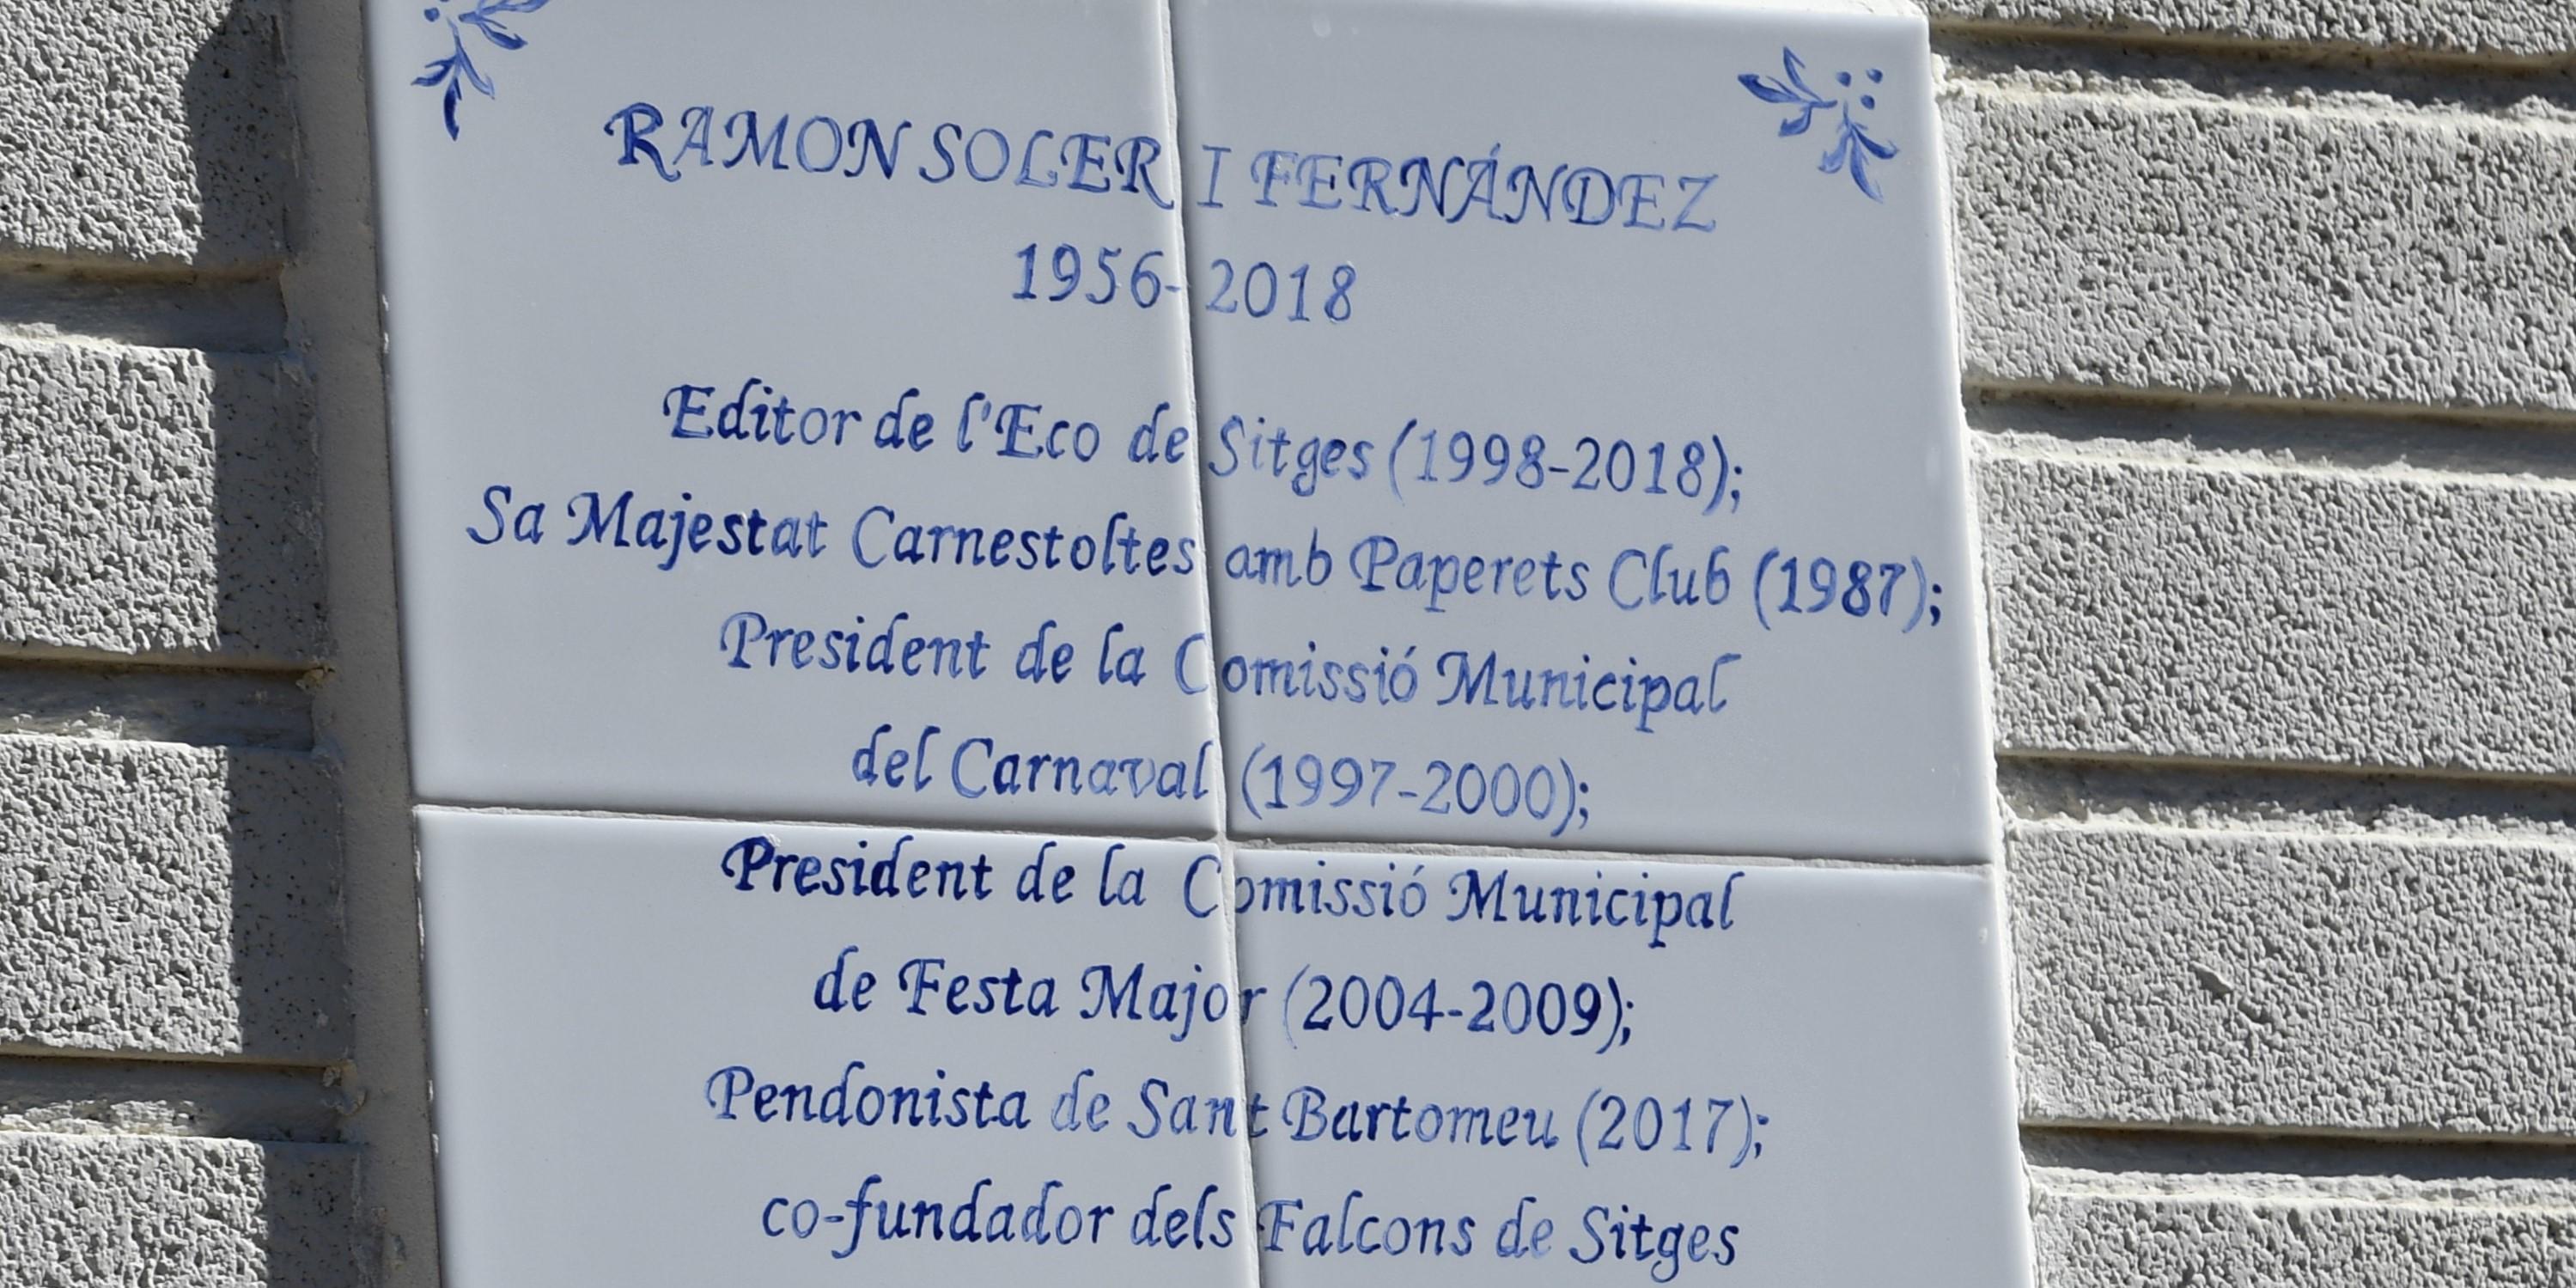 RAMON SOLER I FERNÁNDEZ
1956-2018
Editor de l'Eco de Sitges (1998-2018);
Sa Majestat Carnestoltes amb Paperets Club (1987);
President de la Comissió Municipal
del Carnaval (1997-2000);
President de la Comissió Municipal
de Festa Major (2004-2009);
Pendonista de Sant Bartomeu (2017);
co-fundador dels Falcons de Sitges